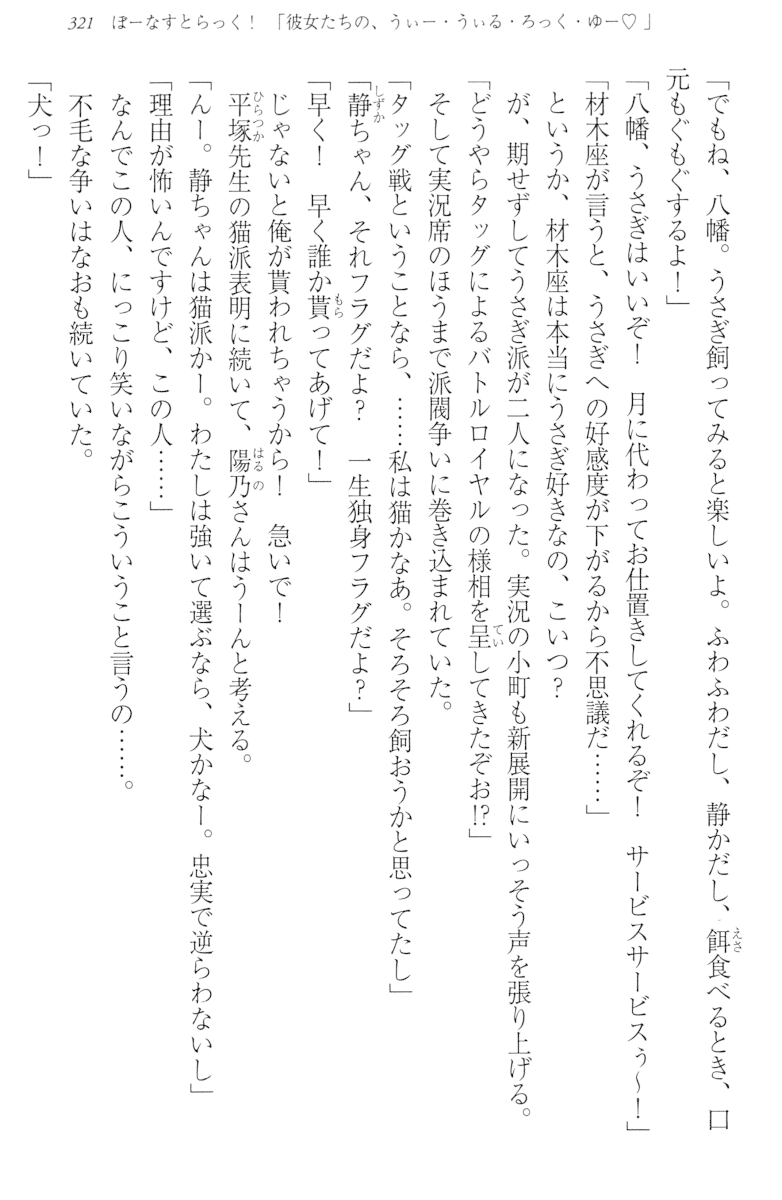 321 ぼーなすとらっく！ 「彼女たちの、うぃー・うぃる・ろっく・ゆー♡」
「でもね、八幡。うさぎ飼ってみると楽しいよ。ふわふわだし、静かだし、餌食べるとき、口
元もぐもぐするよ！」
「八幡、うさぎはいいぞ！　月に代わってお仕置きしてくれるぞ！　サービスサービスぅ～！」
「材木座が言うと、うさぎへの好感度が下がるから不思議だ……」
というか、材木座は本当にうさぎ好きなの、こいつ？
が、期せずしてうさぎ派が二人になった。実況の小町も新展開にいっそう声を張り上げる。
「どうやらタッグによるバトルロイヤルの様相を呈してきたぞぉ!?」
そして実況席のほうまで派閥争いに巻き込まれていた。
「タッグ戦ということなら、……私は猫かなあ。そろそろ飼おうかと思ってたし」
「静ちゃん、それフラグだよ？　一生独身フラグだよ？」
「早く！　早く誰か貰ってあげて！」
じゃないと俺が貰われちゃうから！　急いで！
平塚先生の猫派表明に続いて、陽乃さんはうーんと考える。
「んー。静ちゃんは猫派かー。わたしは強いて選ぶなら、犬かなー。忠実で逆らわないし」
「理由が怖いんですけど、この人……」
なんでこの人、にっこり笑いながらこういうこと言うの……。
不毛な争いはなおも続いていた。
「犬っ！」